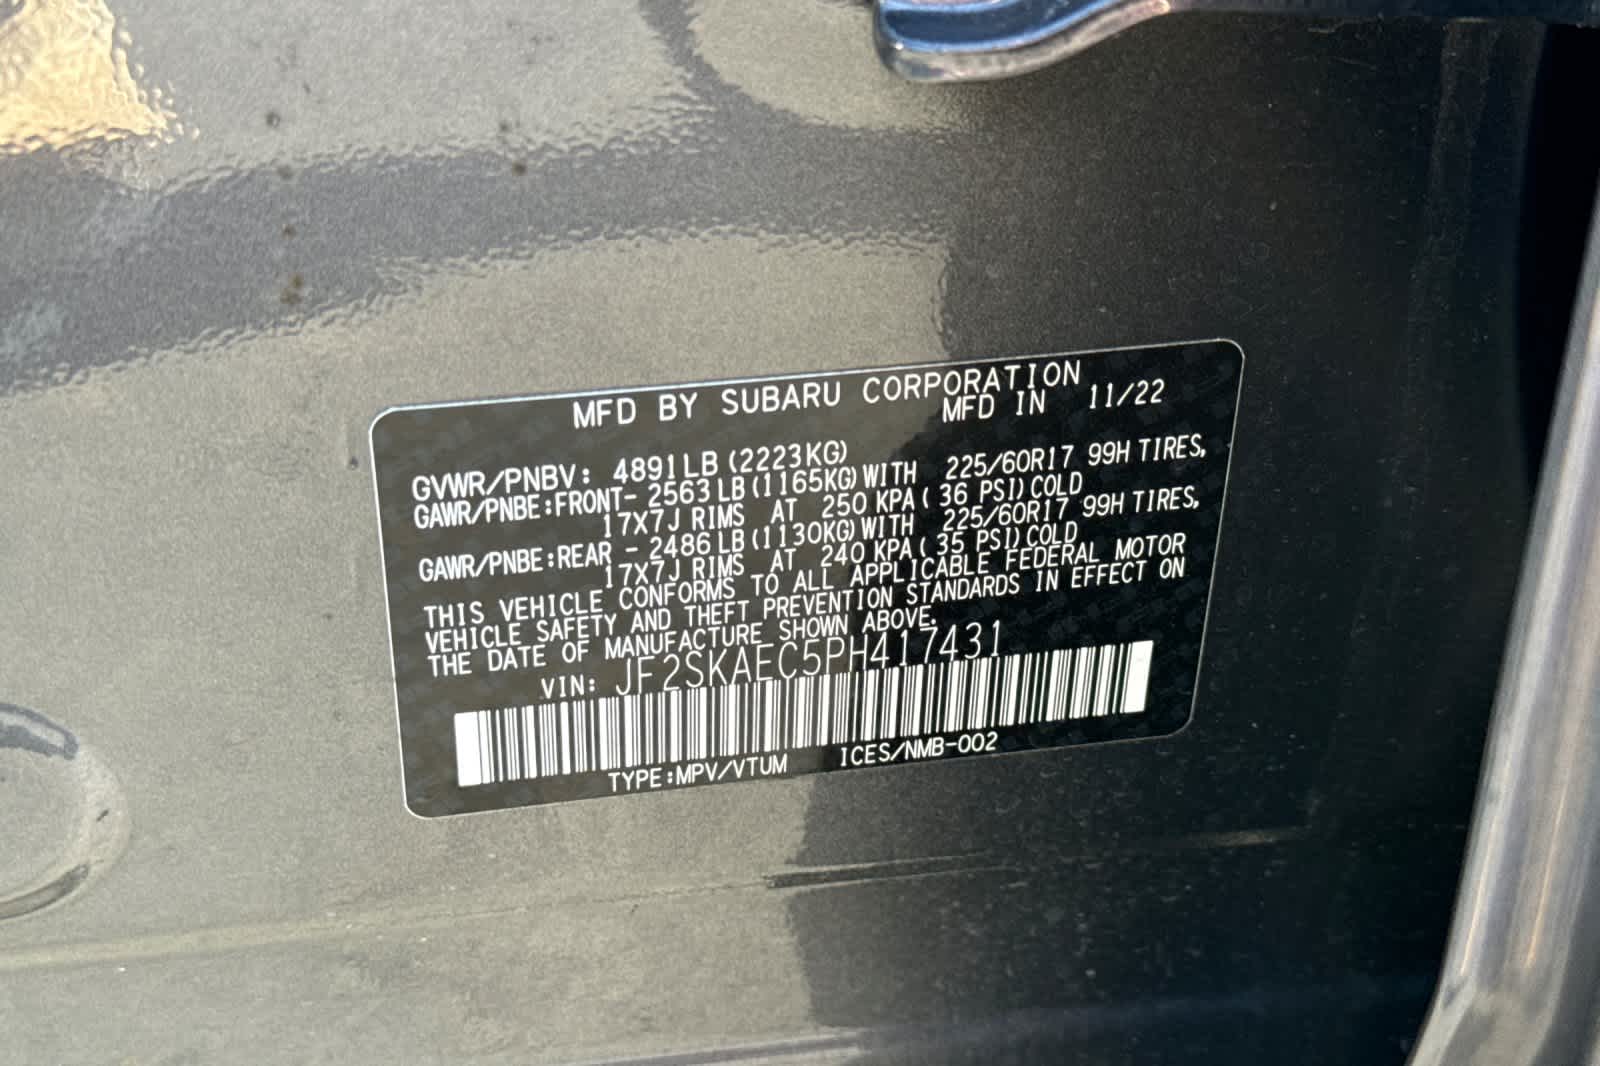 MFD BY SUBARU CORPORATION
MFD IN 11/22
GVWR/PNBV: 4891LB (2223KG)
GAWR/PNBE:FRONT- 2563LB(1165KG)WITH 225/60R17 99H TIRES,
17X7J RIMS AT 250 KPA( 36 PSI)COLD
GAWR/PNBE:REAR - 2486LB(1130KG)WITH 225/60R17 99H TIRES,
17X7J RIMS AT 240 KPA( 35 PSI)COLD
THIS VEHICLE CONFORMS TO ALL APPLICABLE FEDERAL MOTOR
VEHICLE SAFETY AND THEFT PREVENTION STANDARDS IN EFFECT ON
THE DATE OF MANUFACTURE SHOWN ABOVE.
VIN: JF2SKAEC5PH417431
TYPE:MPV/VTUM ICES/NMB-002